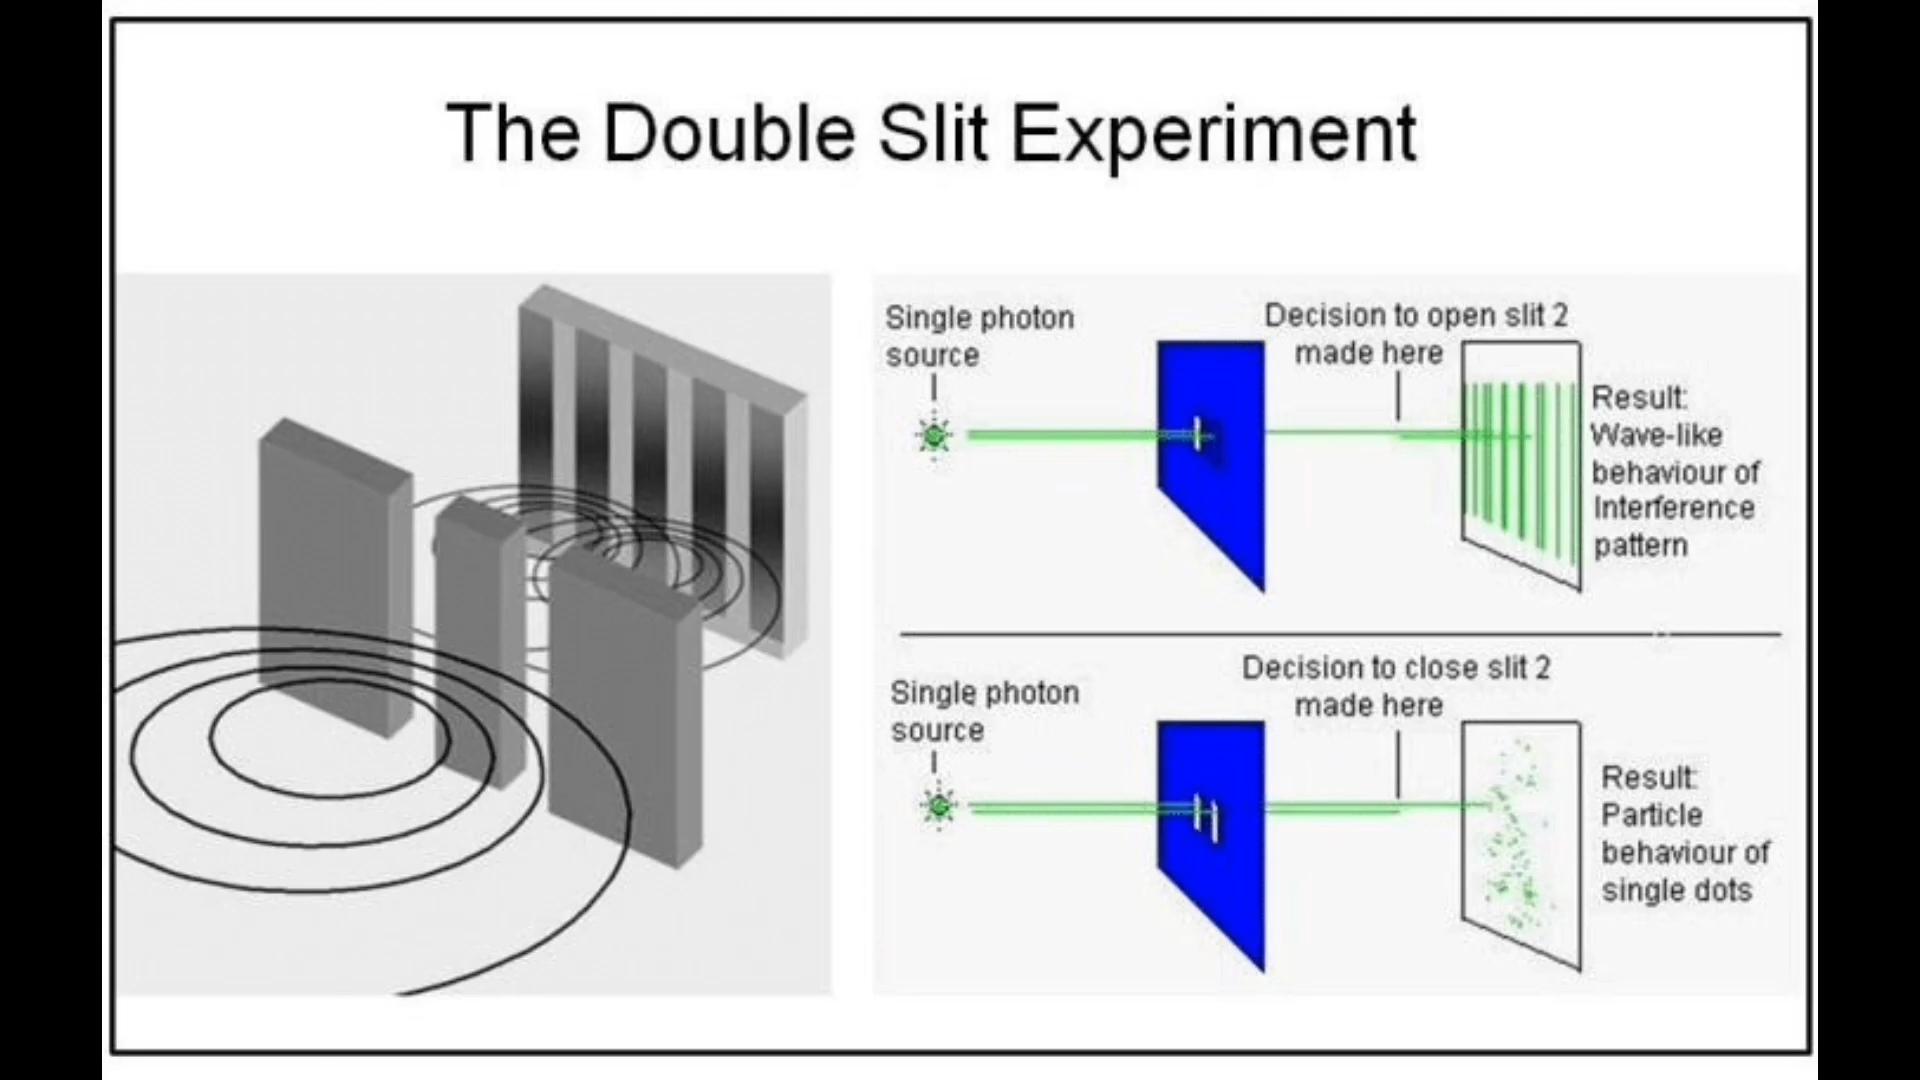 The Double Slit Experiment
Single photon
source
Decision to open slit 2
made here
Result:
Wave-like
behaviour of
Interference
pattern
Single photon
source
Decision to close slit 2
made here
Result:
Particle
behaviour of
single dots